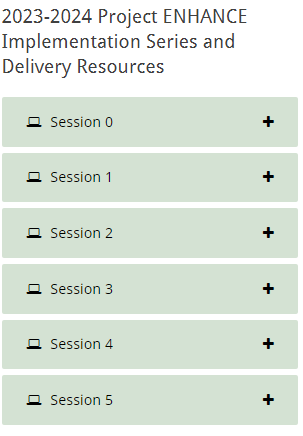 2023-2024 Project ENHANCE
Implementation Series and
Delivery Resources
Session 0
Session 1
Session 2
Session 3
Session 4
Session 5